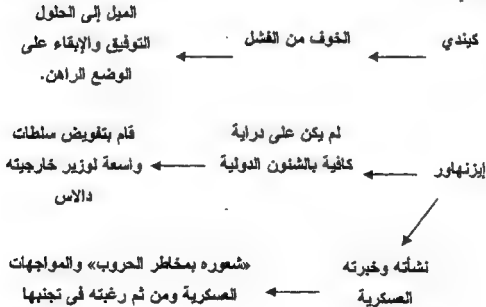 كيندي
الخوف من الفشل
الميل إلى الحلول
التوفيق والإبقاء على
الوضع الراهن.
إيزنهاور
لم يكن على دراية
كافية بالشئون الدولية
قام بتفويض سلطات
واسعة لوزير خارجيته
دالاس
نشأته وخبرته
العسكرية
«شعوره بمخاطر الحروب» والمواجهات
العسكرية ومن ثم رغبته في تجنبها